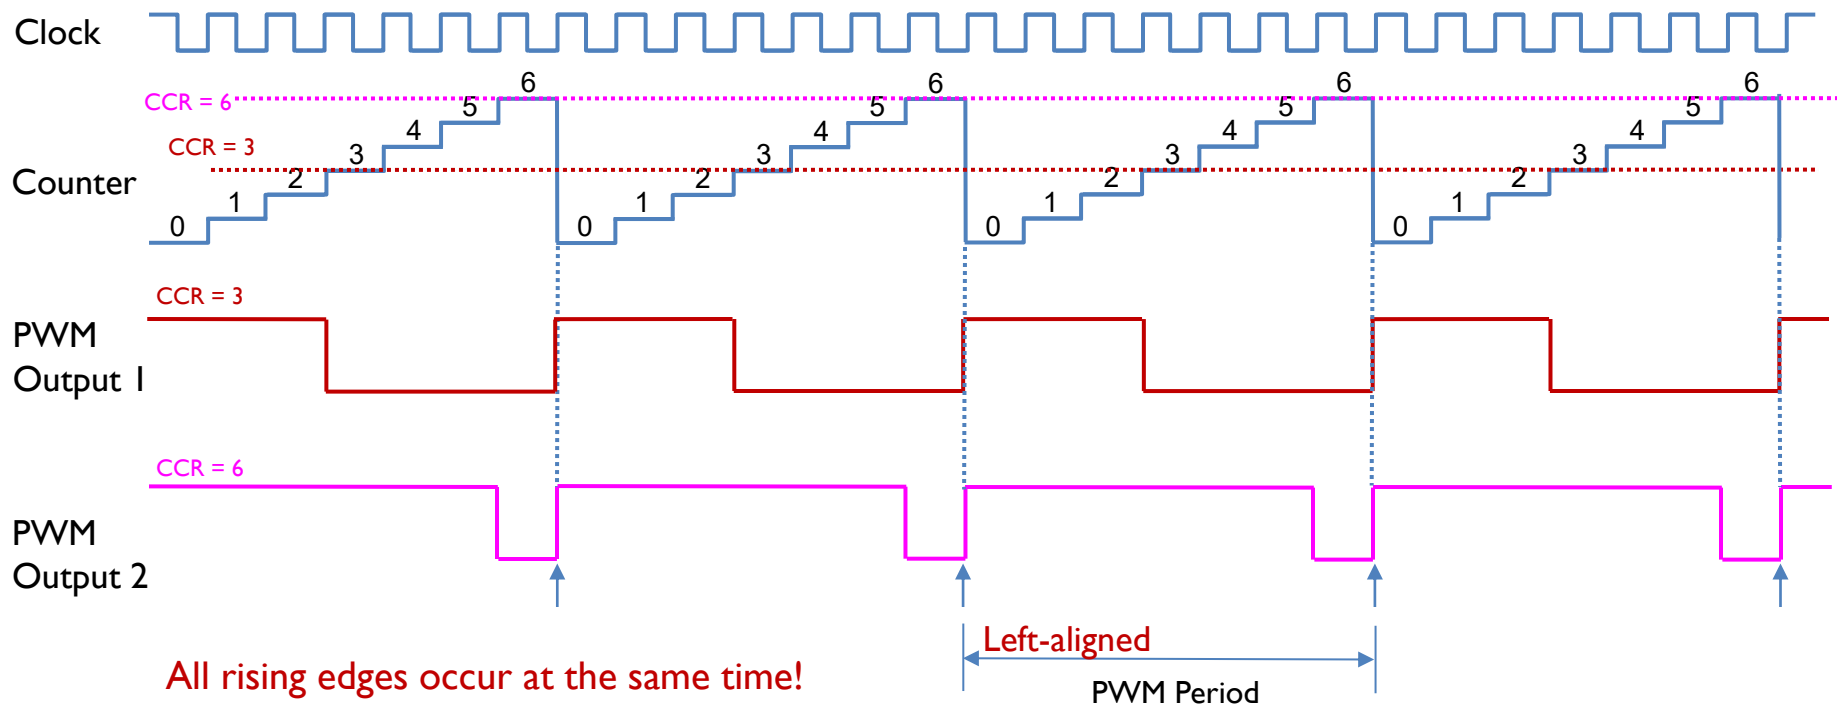 Clock
CCR = 6
6 6 6 6
5 5 5 5
4 4 4 4
CCR = 3
3 3 3 3
Counter
2 2 2 2
1 1 1 1
0 0 0 0
CCR = 3
PWM
Output 1
CCR = 6
PWM
Output 2
Left-aligned
All rising edges occur at the same time!
PWM Period